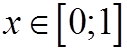 x ∈ [0;1]